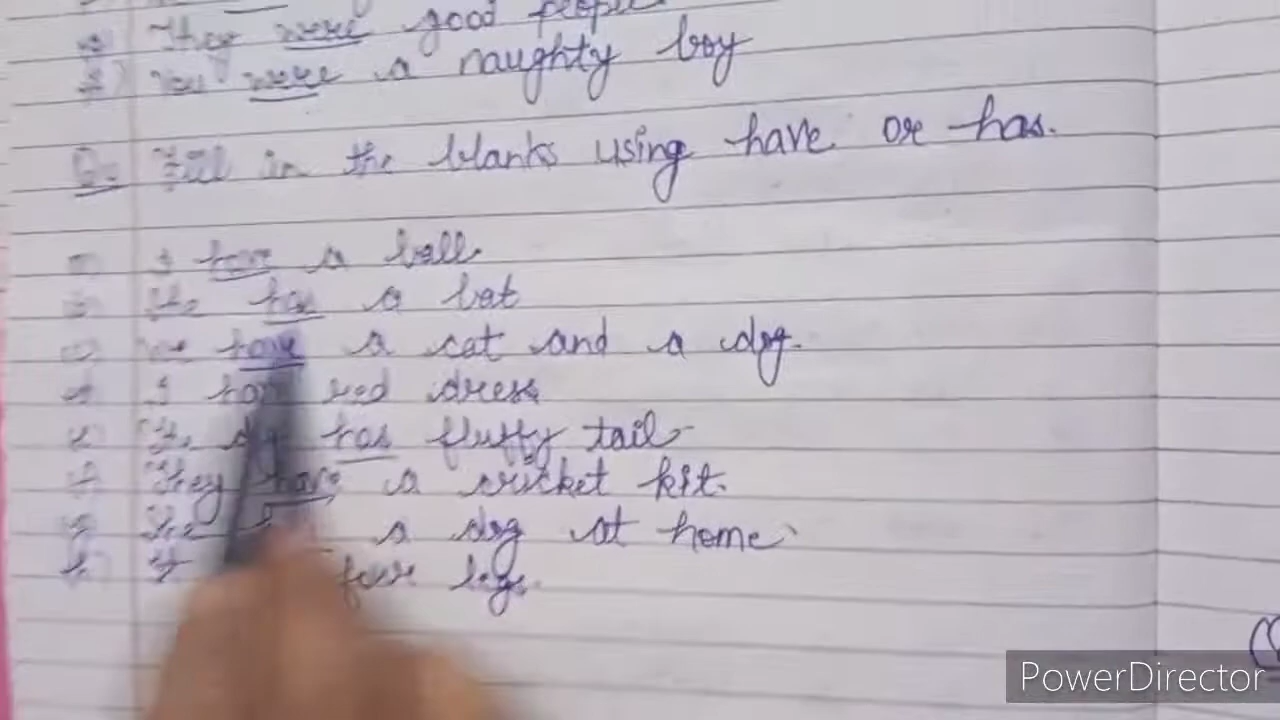 They were good people
You were a naughty boy
Q: Fill in the blanks using have or has.
I have a ball.
He has a bat
We have a cat and a dog.
I red dress
The dog has fluffy tail
They have a cricket kit.
a dog at home
four legs.
PowerDirector